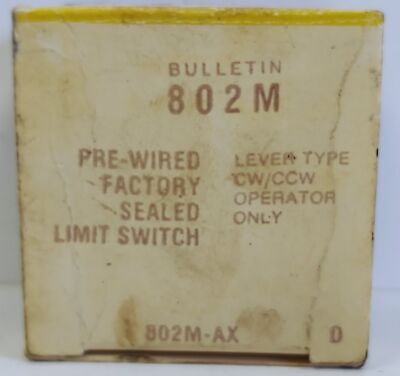 BULLETIN
802M
PRE-WIRED
FACTORY
SEALED
LIMIT SWITCH
LEVER TYPE
CW/CCW
OPERATOR
ONLY
802M-AX D